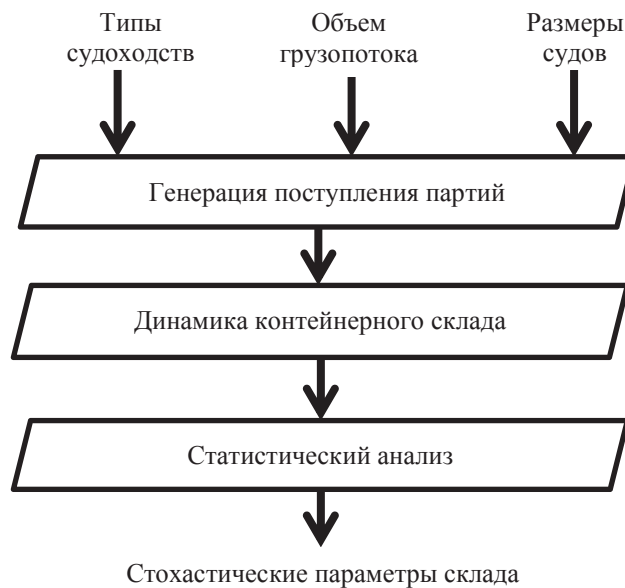 Типы
судоходств
Объем
грузопотока
Размеры
судов
Генерация поступления партий
Динамика контейнерного склада
Статистический анализ
Стохастические параметры склада